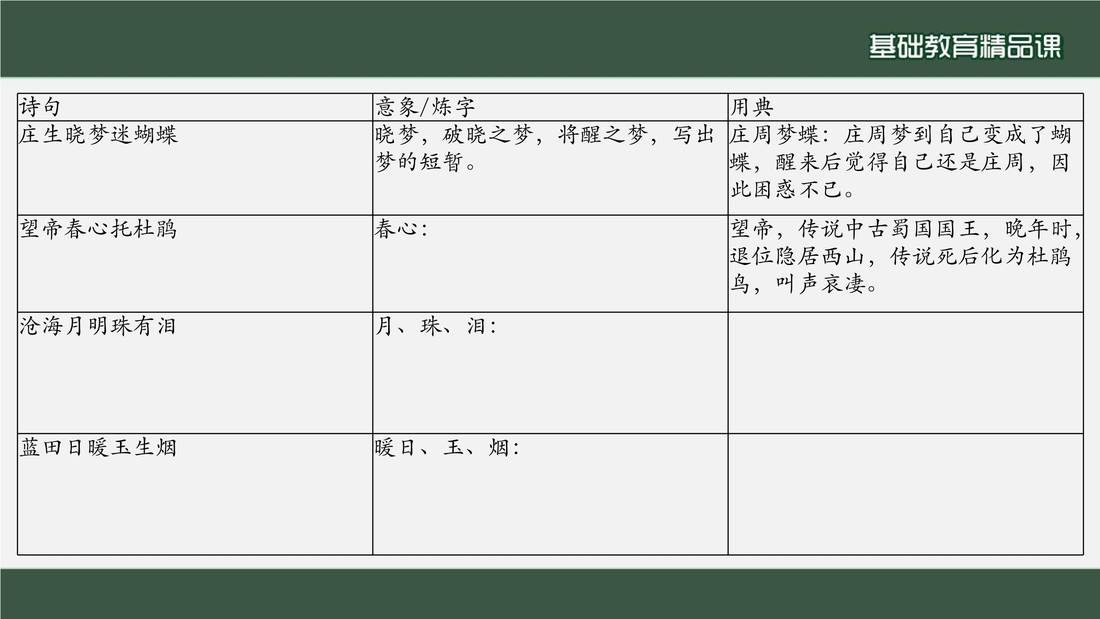 基础教育精品课
诗句
意象/炼字
用典
庄生晓梦迷蝴蝶
晓梦，破晓之梦，将醒之梦，写出
梦的短暂。
庄周梦蝶：庄周梦到自己变成了蝴
蝶，醒来后觉得自己还是庄周，因
此困惑不已。
望帝春心托杜鹃
春心：
望帝，传说中古蜀国国王，晚年时，
退位隐居西山，传说死后化为杜鹃
鸟，叫声哀凄。
沧海月明珠有泪
月、珠、泪：
蓝田日暖玉生烟
暖日、玉、烟：